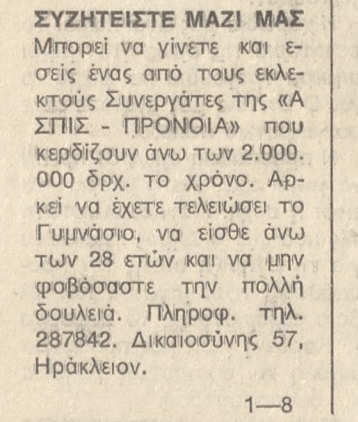 ΣΥΖΗΤΕΙΣΤΕ ΜΑΖΙ ΜΑΣ
Μπορεί να γίνετε και ε-
σείς ένας από τους εκλε-
κτούς Συνεργάτες της «Α
ΣΠΙΣ - ΠΡΟΝΟΙΑ» που
κερδίζουν άνω των 2.000.
000 δρχ. το χρόνο. Αρ-
κεί να έχετε τελειώσει το
Γυμνάσιο, να είσθε άνω
των 28 ετών και να μην
φοβόσαστε την πολλή
δουλειά. Πληροφ. τηλ.
287842. Δικαιοσύνης 57,
Ηράκλειον.
1—8